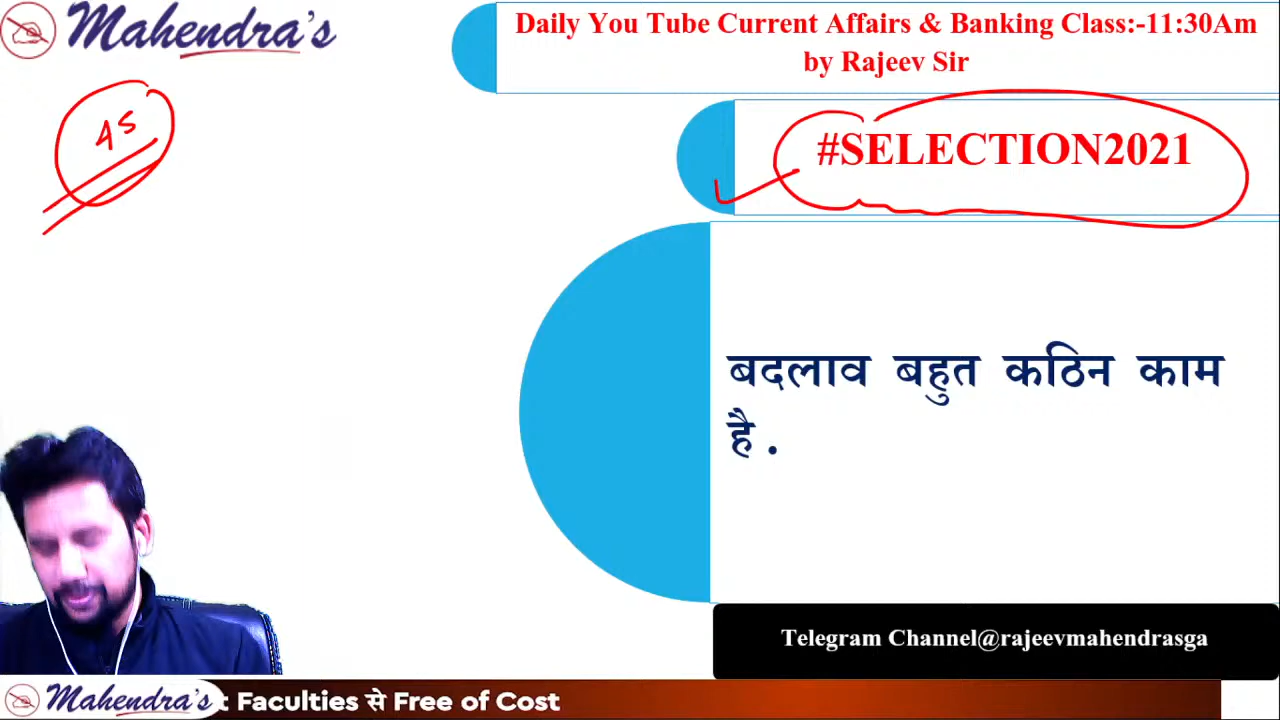 Mahendra's
Daily You Tube Current Affairs & Banking Class:-11:30Am
by Rajeev Sir
45
#SELECTION2021
बदलाव बहुत कठिन काम
है.
Telegram Channel@rajeevmahendrasga
Mahendra's
t Faculties से Free of Cost